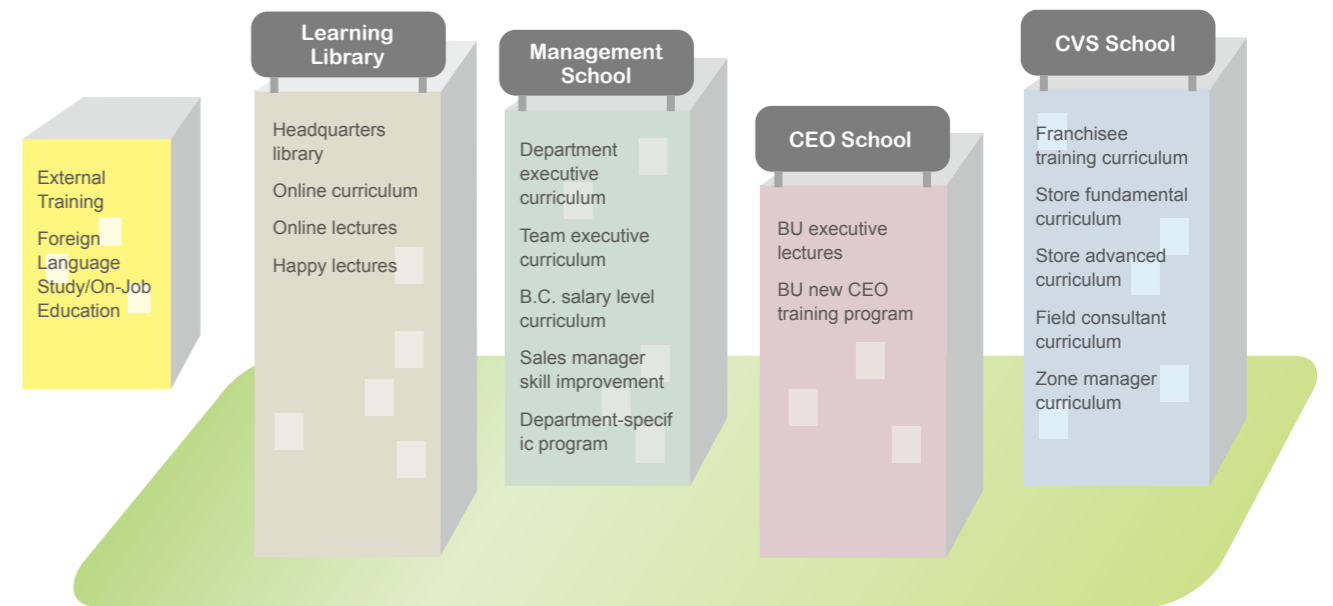 External
Training
Foreign
Language
Study/On-Job
Education
Learning
Library
Headquarters
library
Online curriculum
Online lectures
Happy lectures
Management
School
Department
executive
curriculum
Team executive
curriculum
B.C. salary level
curriculum
Sales manager
skill improvement
Department-specif
ic program
CEO School
BU executive
lectures
BU new CEO
training program
CVS School
Franchisee
training curriculum
Store fundamental
curriculum
Store advanced
curriculum
Field consultant
curriculum
Zone manager
curriculum